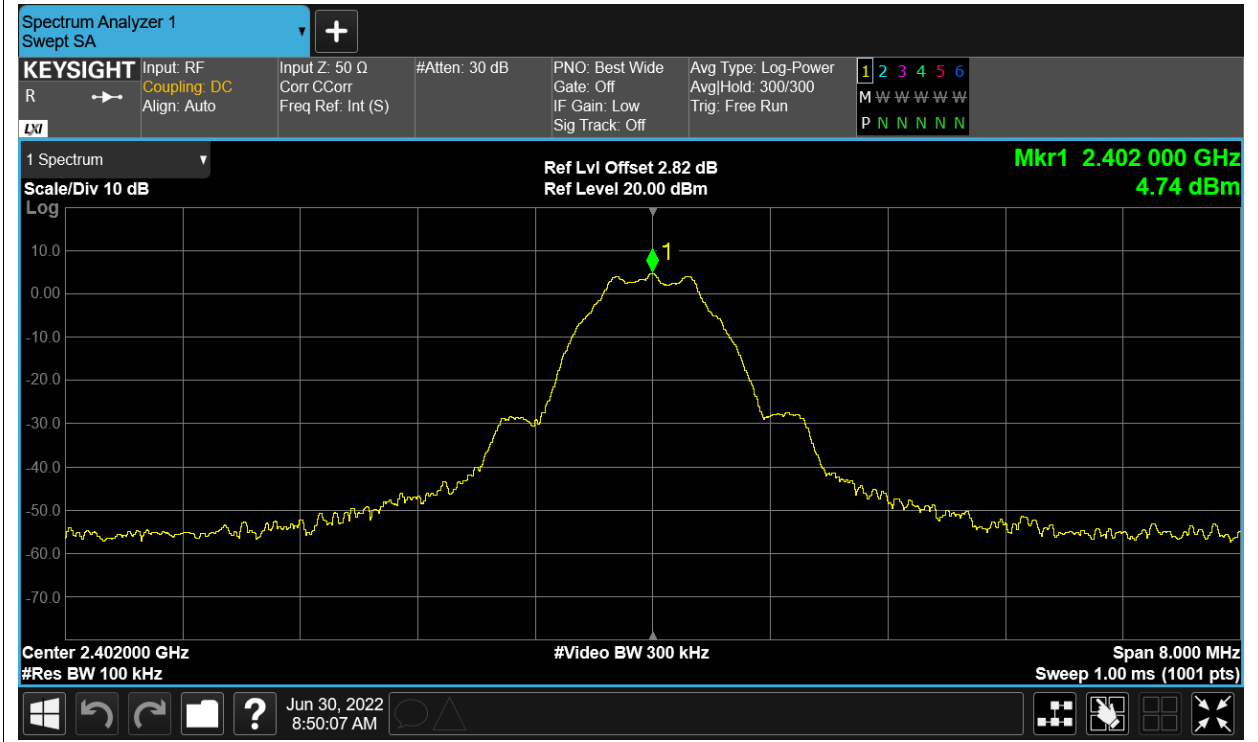 Spectrum Analyzer 1
Swept SA
KEYSIGHT
R
LXI
Input: RF
Coupling: DC
Align: Auto
Input Z: 50 Ω
Corr CCorr
Freq Ref: Int (S)
#Atten: 30 dB
PNO: Best Wide
Gate: Off
IF Gain: Low
Sig Track: Off
Avg Type: Log-Power
Avg|Hold: 300/300
Trig: Free Run
1 2 3 4 5 6
M W W W W W W
P N N N N N N
1 Spectrum
Scale/Div 10 dB
Log
Ref Lvl Offset 2.82 dB
Ref Level 20.00 dBm
Mkr1 2.402 000 GHz
4.74 dBm
1
10.0
0.00
-10.0
-20.0
-30.0
-40.0
-50.0
-60.0
-70.0
Center 2.402000 GHz
#Video BW 300 kHz
Span 8.000 MHz
#Res BW 100 kHz
Sweep 1.00 ms (1001 pts)
?
Jun 30, 2022
8:50:07 AM